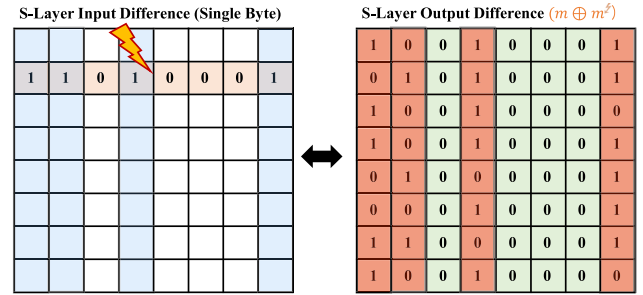 S-Layer Input Difference (Single Byte)
1 1 0 1 0 0 0 1
S-Layer Output Difference (m ⊕ m⚡)
1 0 0 1 0 0 0 1
0 1 0 1 0 0 0 1
1 0 0 1 0 0 0 0
1 0 0 1 0 0 0 1
0 1 0 0 0 0 0 1
0 0 0 1 0 0 0 1
1 1 0 0 0 0 0 1
1 0 0 1 0 0 0 0